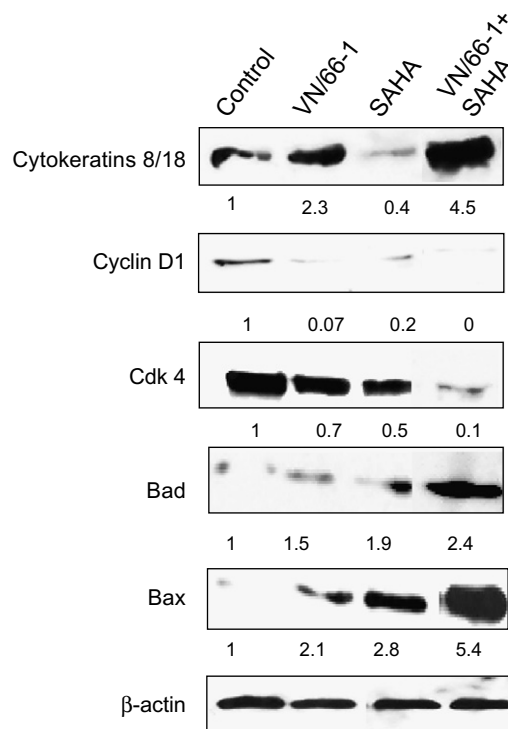 Control VN/66-1 SAHA VN/66-1+
SAHA
Cytokeratins 8/18
1 2.3 0.4 4.5
Cyclin D1
1 0.07 0.2 0
Cdk 4
1 0.7 0.5 0.1
Bad
1 1.5 1.9 2.4
Bax
1 2.1 2.8 5.4
β-actin